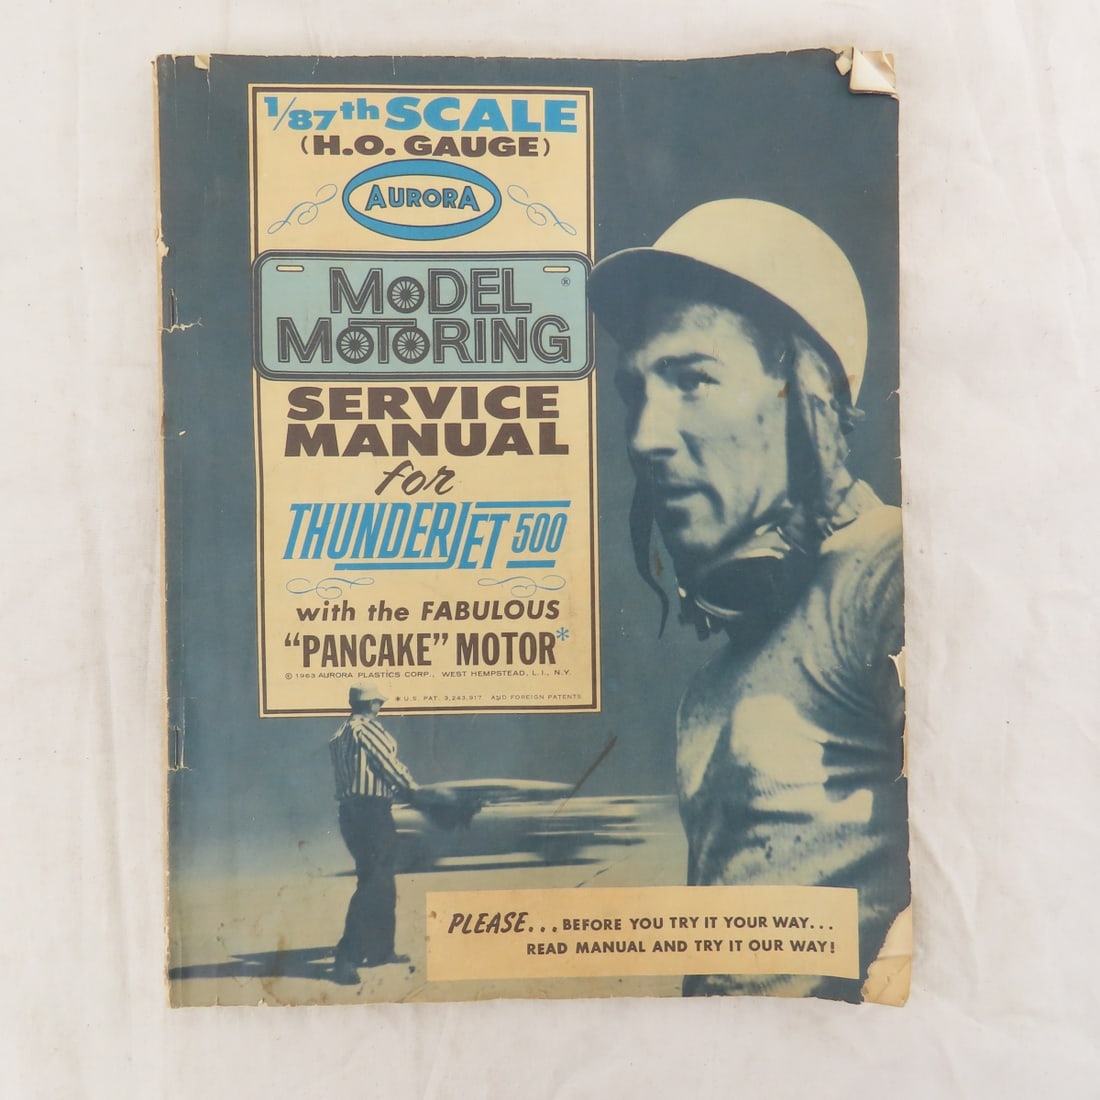 1/87th SCALE
(H.O. GAUGE)
AURORA
MODEL ®
MOTORING
SERVICE
MANUAL
for
THUNDERJET 500
with the FABULOUS
"PANCAKE" MOTOR*
© 1963 AURORA PLASTICS CORP., WEST HEMPSTEAD, L.I., N.Y.
* U.S. PAT. 3,243,917 AND FOREIGN PATENTS
PLEASE... BEFORE YOU TRY IT YOUR WAY...
READ MANUAL AND TRY IT OUR WAY!